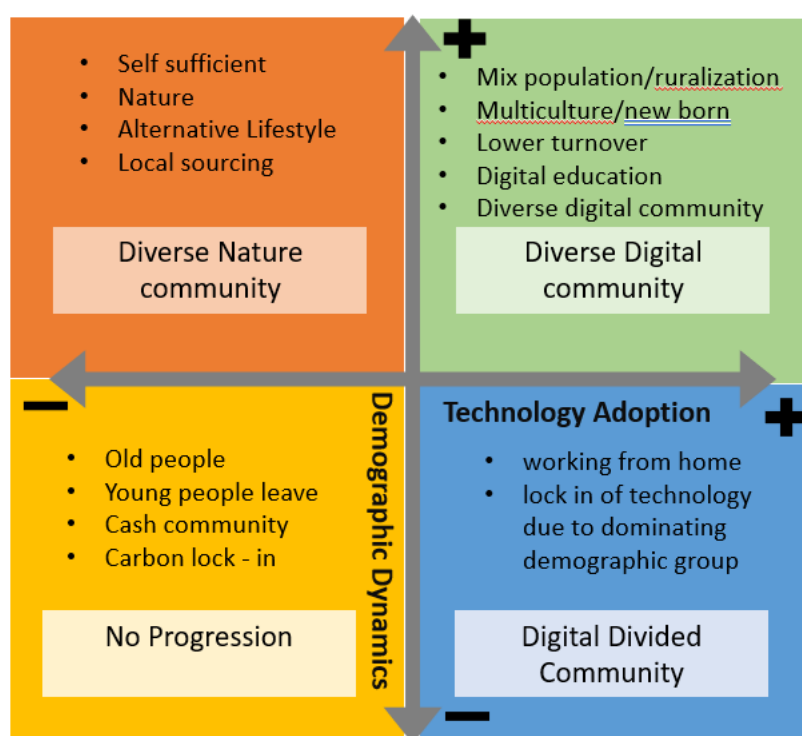 • Self sufficient
• Nature
• Alternative Lifestyle
• Local sourcing
Diverse Nature
community
+
• Mix population/ruralization
• Multiculture/new born
• Lower turnover
• Digital education
• Diverse digital community
Diverse Digital
community
−
Demographic Dynamics
• Old people
• Young people leave
• Cash community
• Carbon lock - in
No Progression
Technology Adoption
+
• working from home
• lock in of technology
due to dominating
demographic group
Digital Divided
Community
−